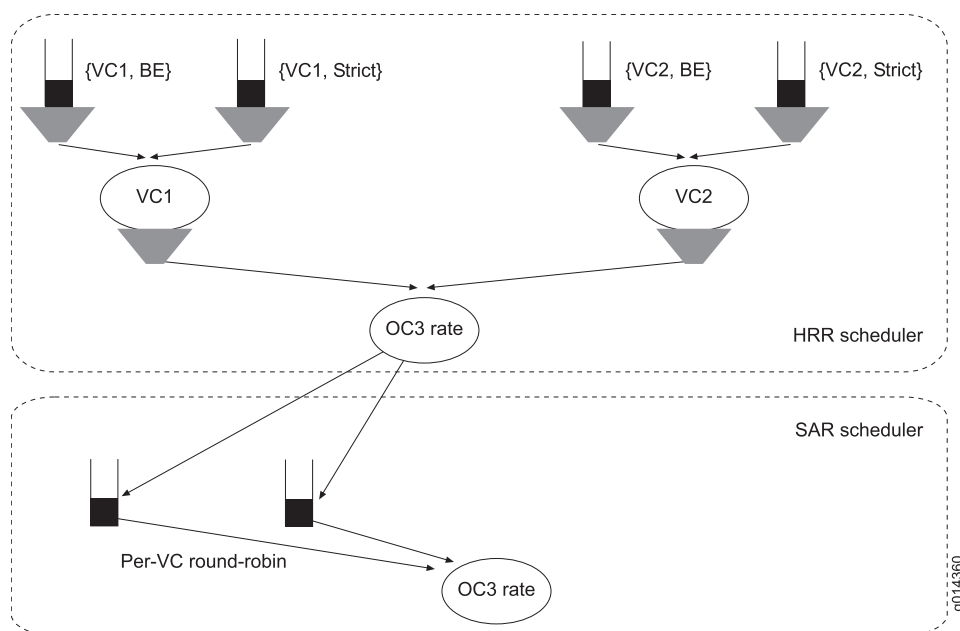 {VC1, BE}
{VC1, Strict}
{VC2, BE}
{VC2, Strict}
VC1
VC2
OC3 rate
HRR scheduler
SAR scheduler
Per-VC round-robin
OC3 rate
g014360